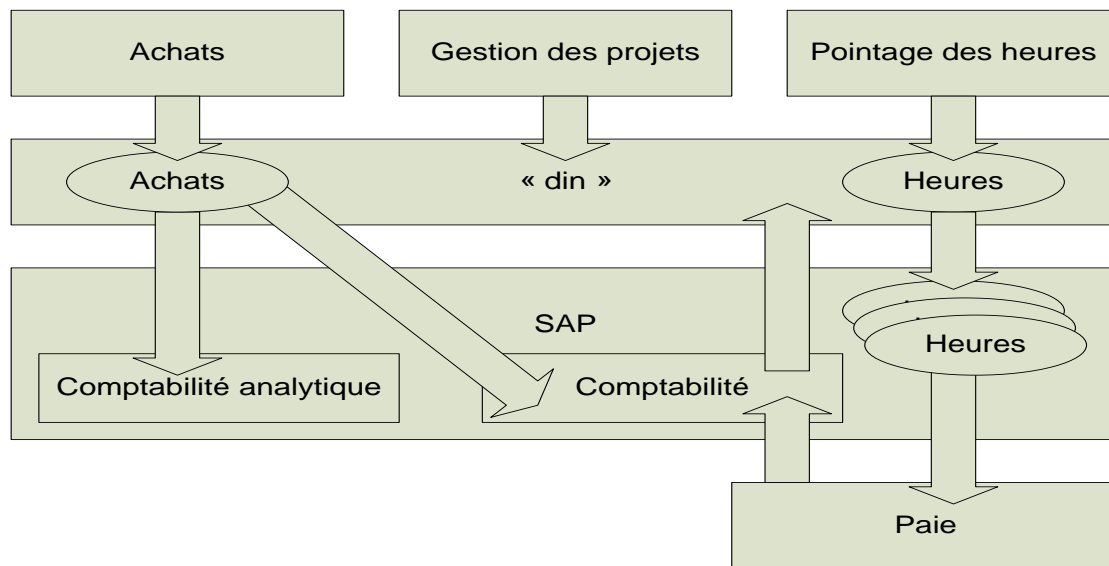 Achats
Gestion des projets
Pointage des heures
Achats
« din »
Heures
SAP
Heures
Comptabilité analytique
Comptabilité
Paie